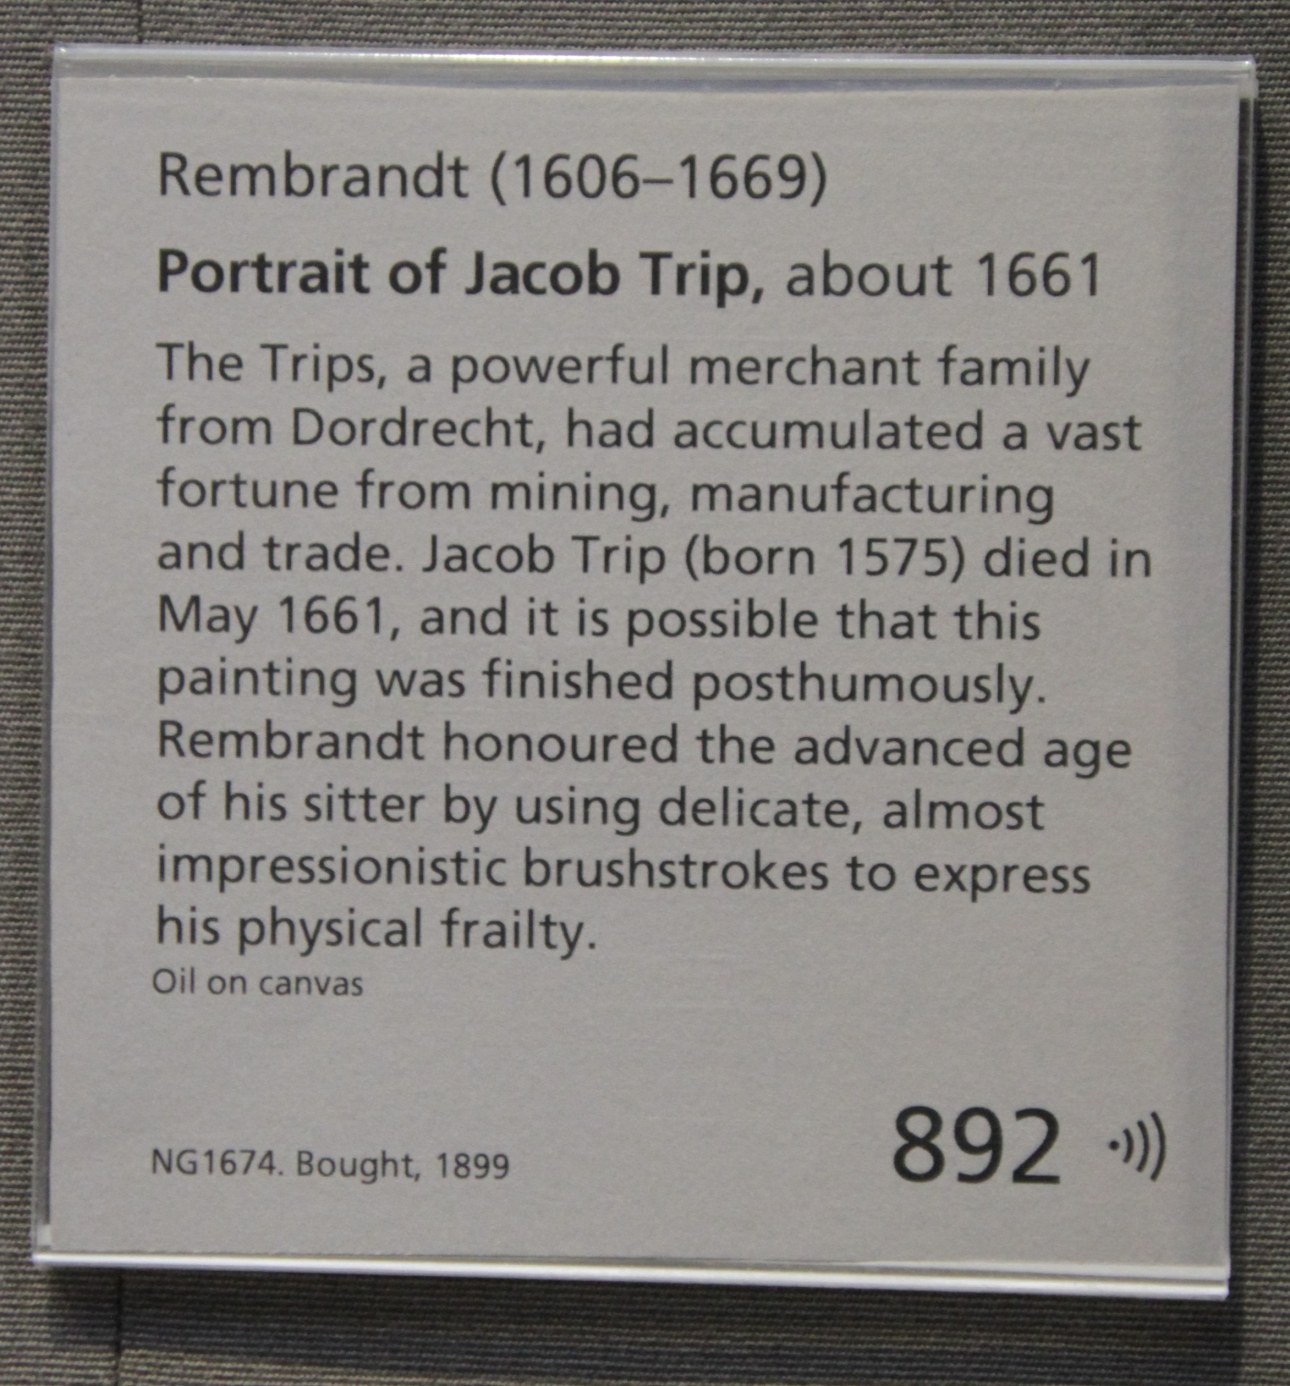 Rembrandt (1606–1669)
Portrait of Jacob Trip, about 1661
The Trips, a powerful merchant family
from Dordrecht, had accumulated a vast
fortune from mining, manufacturing
and trade. Jacob Trip (born 1575) died in
May 1661, and it is possible that this
painting was finished posthumously.
Rembrandt honoured the advanced age
of his sitter by using delicate, almost
impressionistic brushstrokes to express
his physical frailty.
Oil on canvas
NG1674. Bought, 1899
892